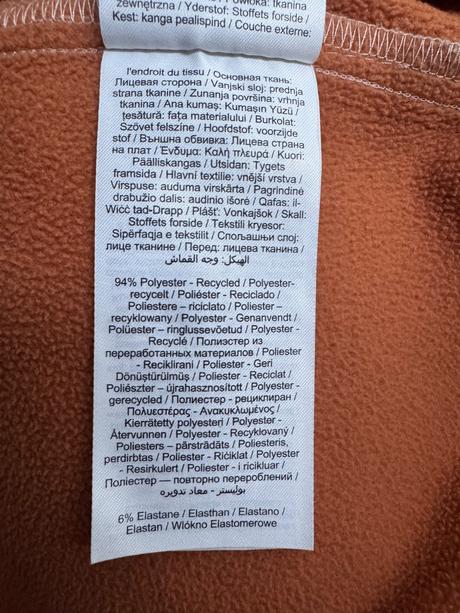 zewnętrzna / Yderstof: Stoffets forside /
Kest: kanga pealispind / Couche externe:
l'endroit du tissu / Основная ткань:
Лицевая сторона / Vanjski sloj: prednja
strana tkanine / Zunanja površina: vrhnja
tkanina / Ana kumaş: Kumaşın Yüzü /
țesătură: fața materialului / Burkolat:
Szövet felszíne / Hoofdstof: voorzijde
stof / Външна обвивка: Лицева страна
на плат / Ένδυμα: Καλή πλευρά / Kuori:
Päälliskangas / Utsidan: Tygets
framsida / Hlavní textilie: vnější vrstva /
Virspuse: auduma virskārta / Pagrindinė
drabužio dalis: audinio išorė / Qafas: il-
Wiċċ tad-Drapp / Plášť: Vonkajšok / Skall:
Stoffets forside / Tekstili kryesor:
Sipërfaqja e tekstilit / Спољашњи слој:
лице тканине / Перед: лицева тканина /
الهيكل: وجه القماش
94% Polyester - Recycled / Polyester-
recycelt / Poliéster - Reciclado /
Poliestere – riciclato / Poliester –
recyklowany / Polyester - Genanvendt /
Polüester – ringlussevõetud / Polyester -
Recyclé / Полиэстер из
переработанных материалов / Poliester
- Reciklirani / Poliester - Geri
Dönüştürülmüş / Poliester - Reciclat /
Poliészter – újrahasznosított / Polyester -
gerecycled / Полиестер - рециклиран /
Πολυεστέρας - Ανακυκλωμένος /
Kierrätetty polyesteri / Polyester -
Återvunnen / Polyester - Recyklovaný /
Poliesters – pārstrādāts / Poliesteris,
perdirbtas / Poliester - Riċiklat / Polyester
- Resirkulert / Poliester - i ricikluar /
Поліестер — повторно перероблений /
بوليستر - معاد تدويره
6% Elastane / Elasthan / Elastano /
Elastan / Włókno Elastomerowe